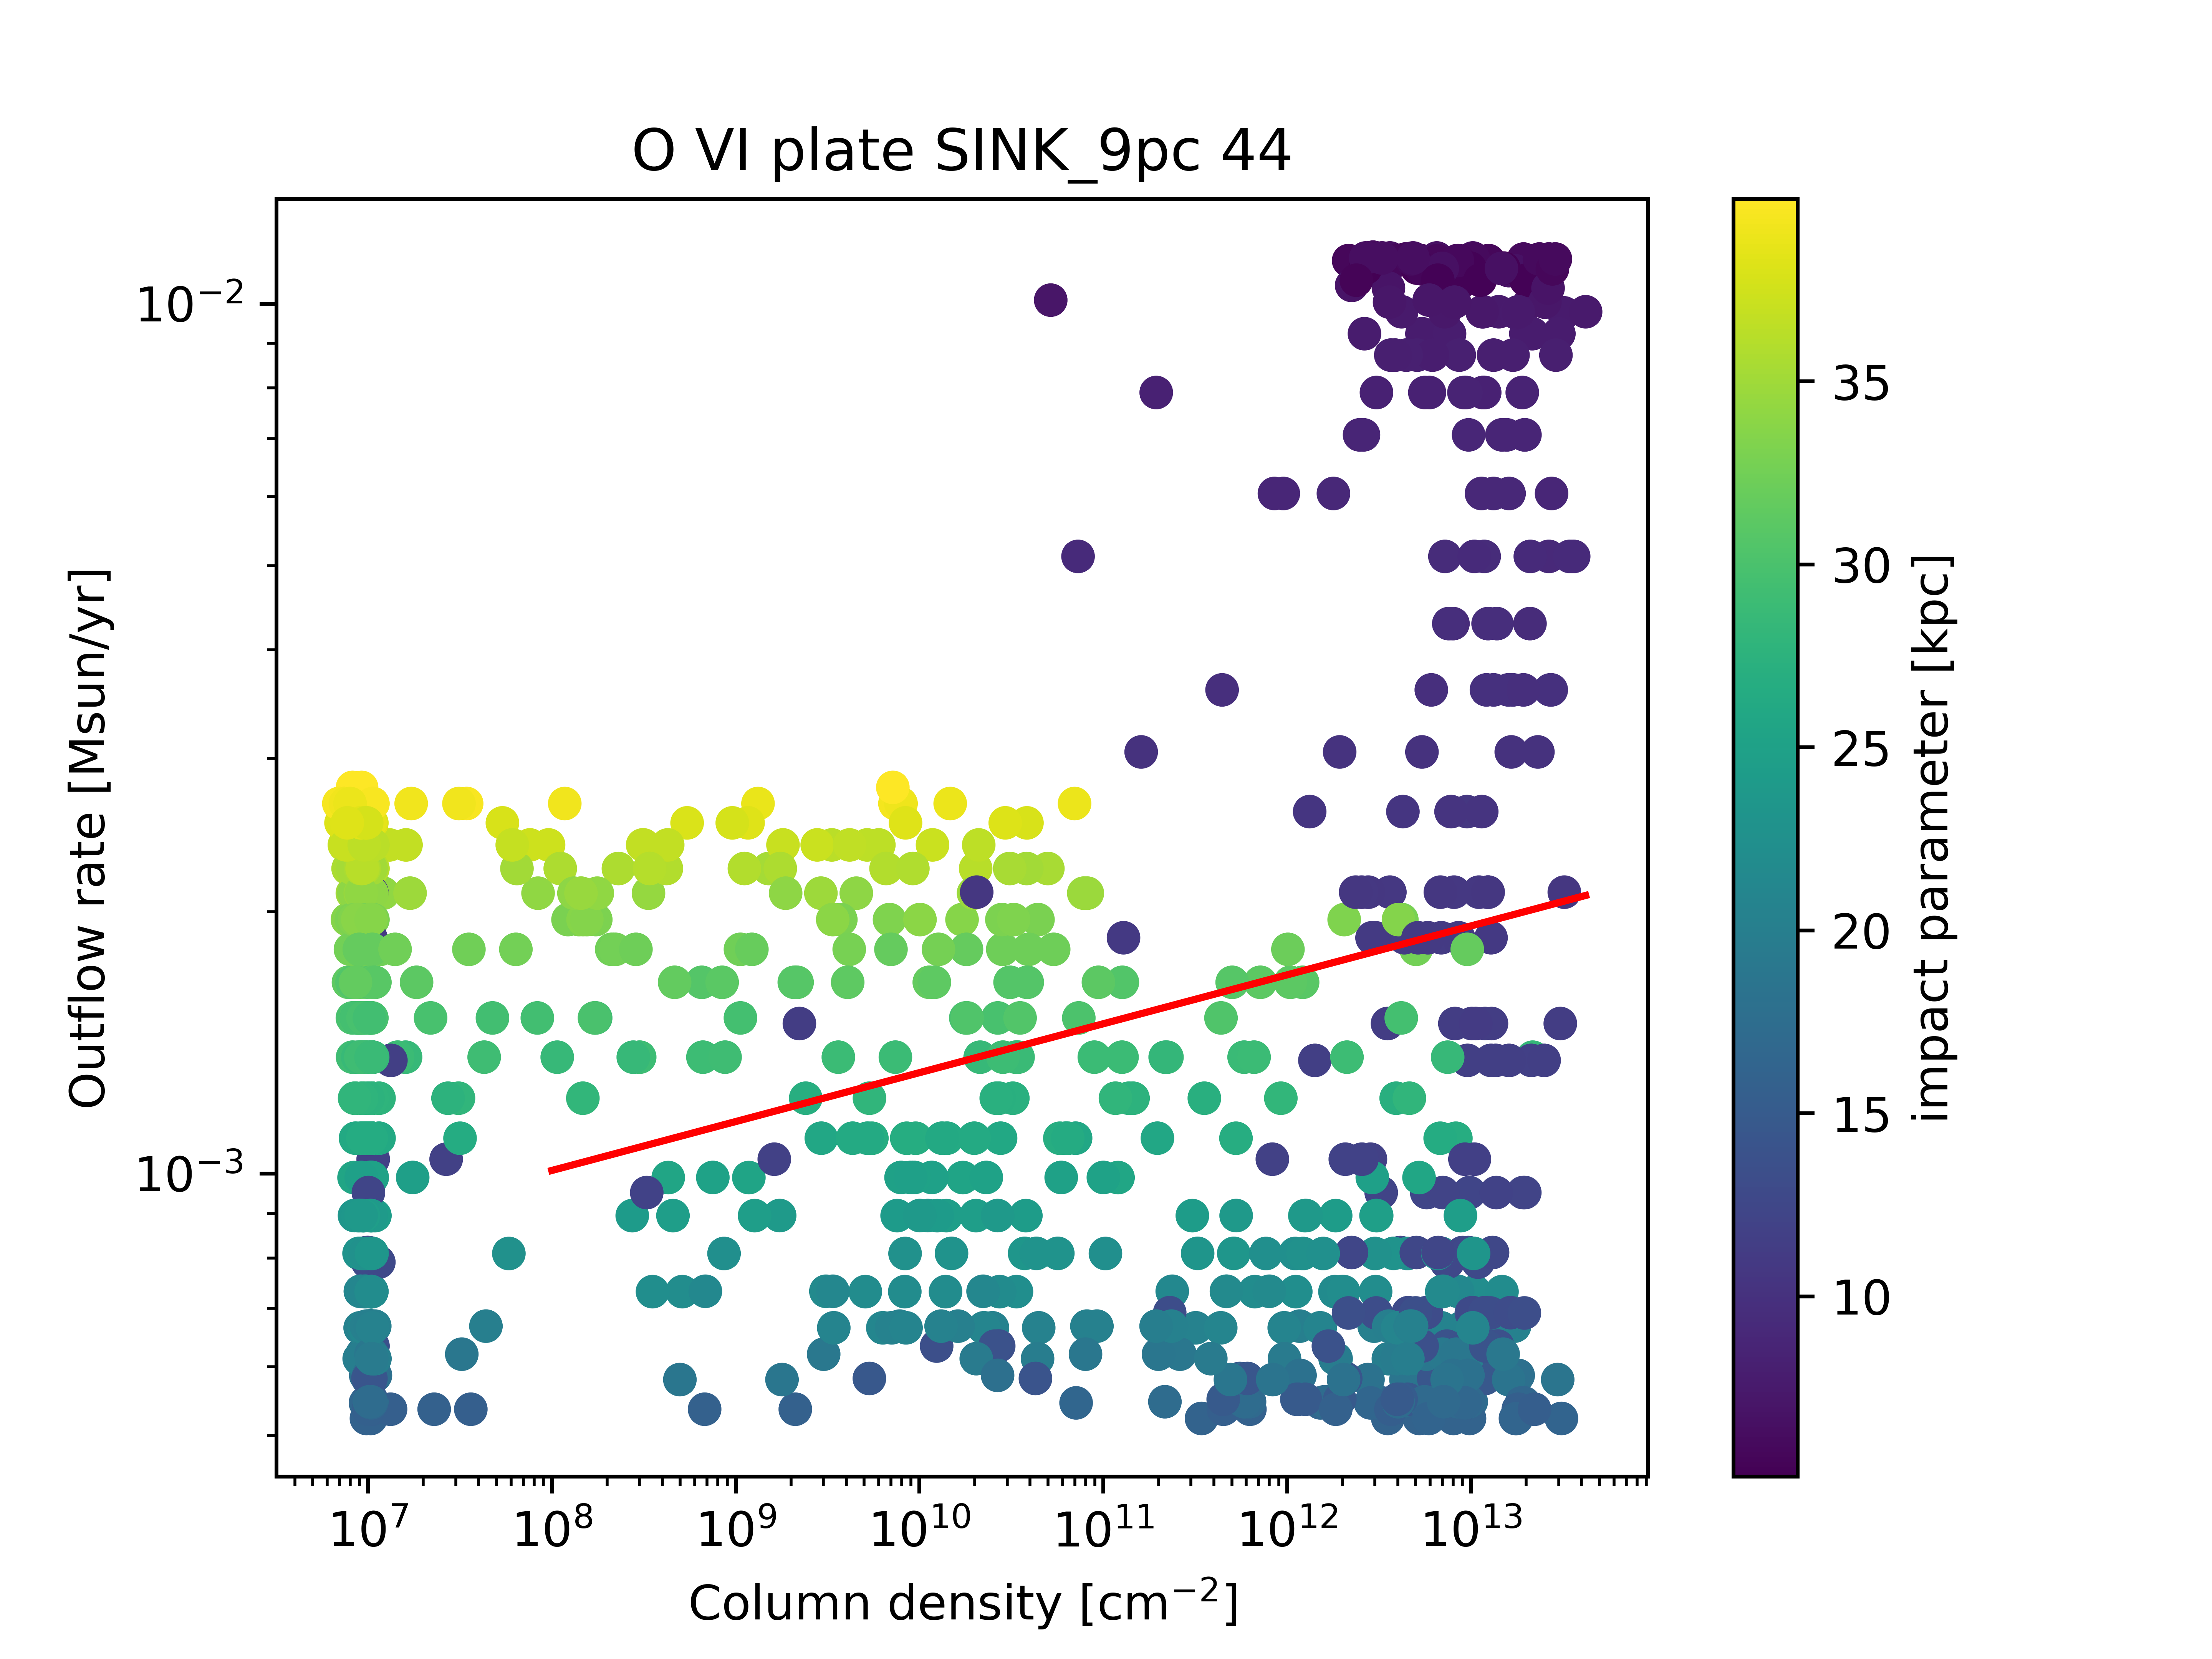 O VI plate SINK_9pc 44
10⁻²
10⁻³
Outflow rate [Msun/yr]
10⁷ 10⁸ 10⁹ 10¹⁰ 10¹¹ 10¹² 10¹³
Column density [cm⁻²]
35
30
25
20
15
10
impact parameter [kpc]